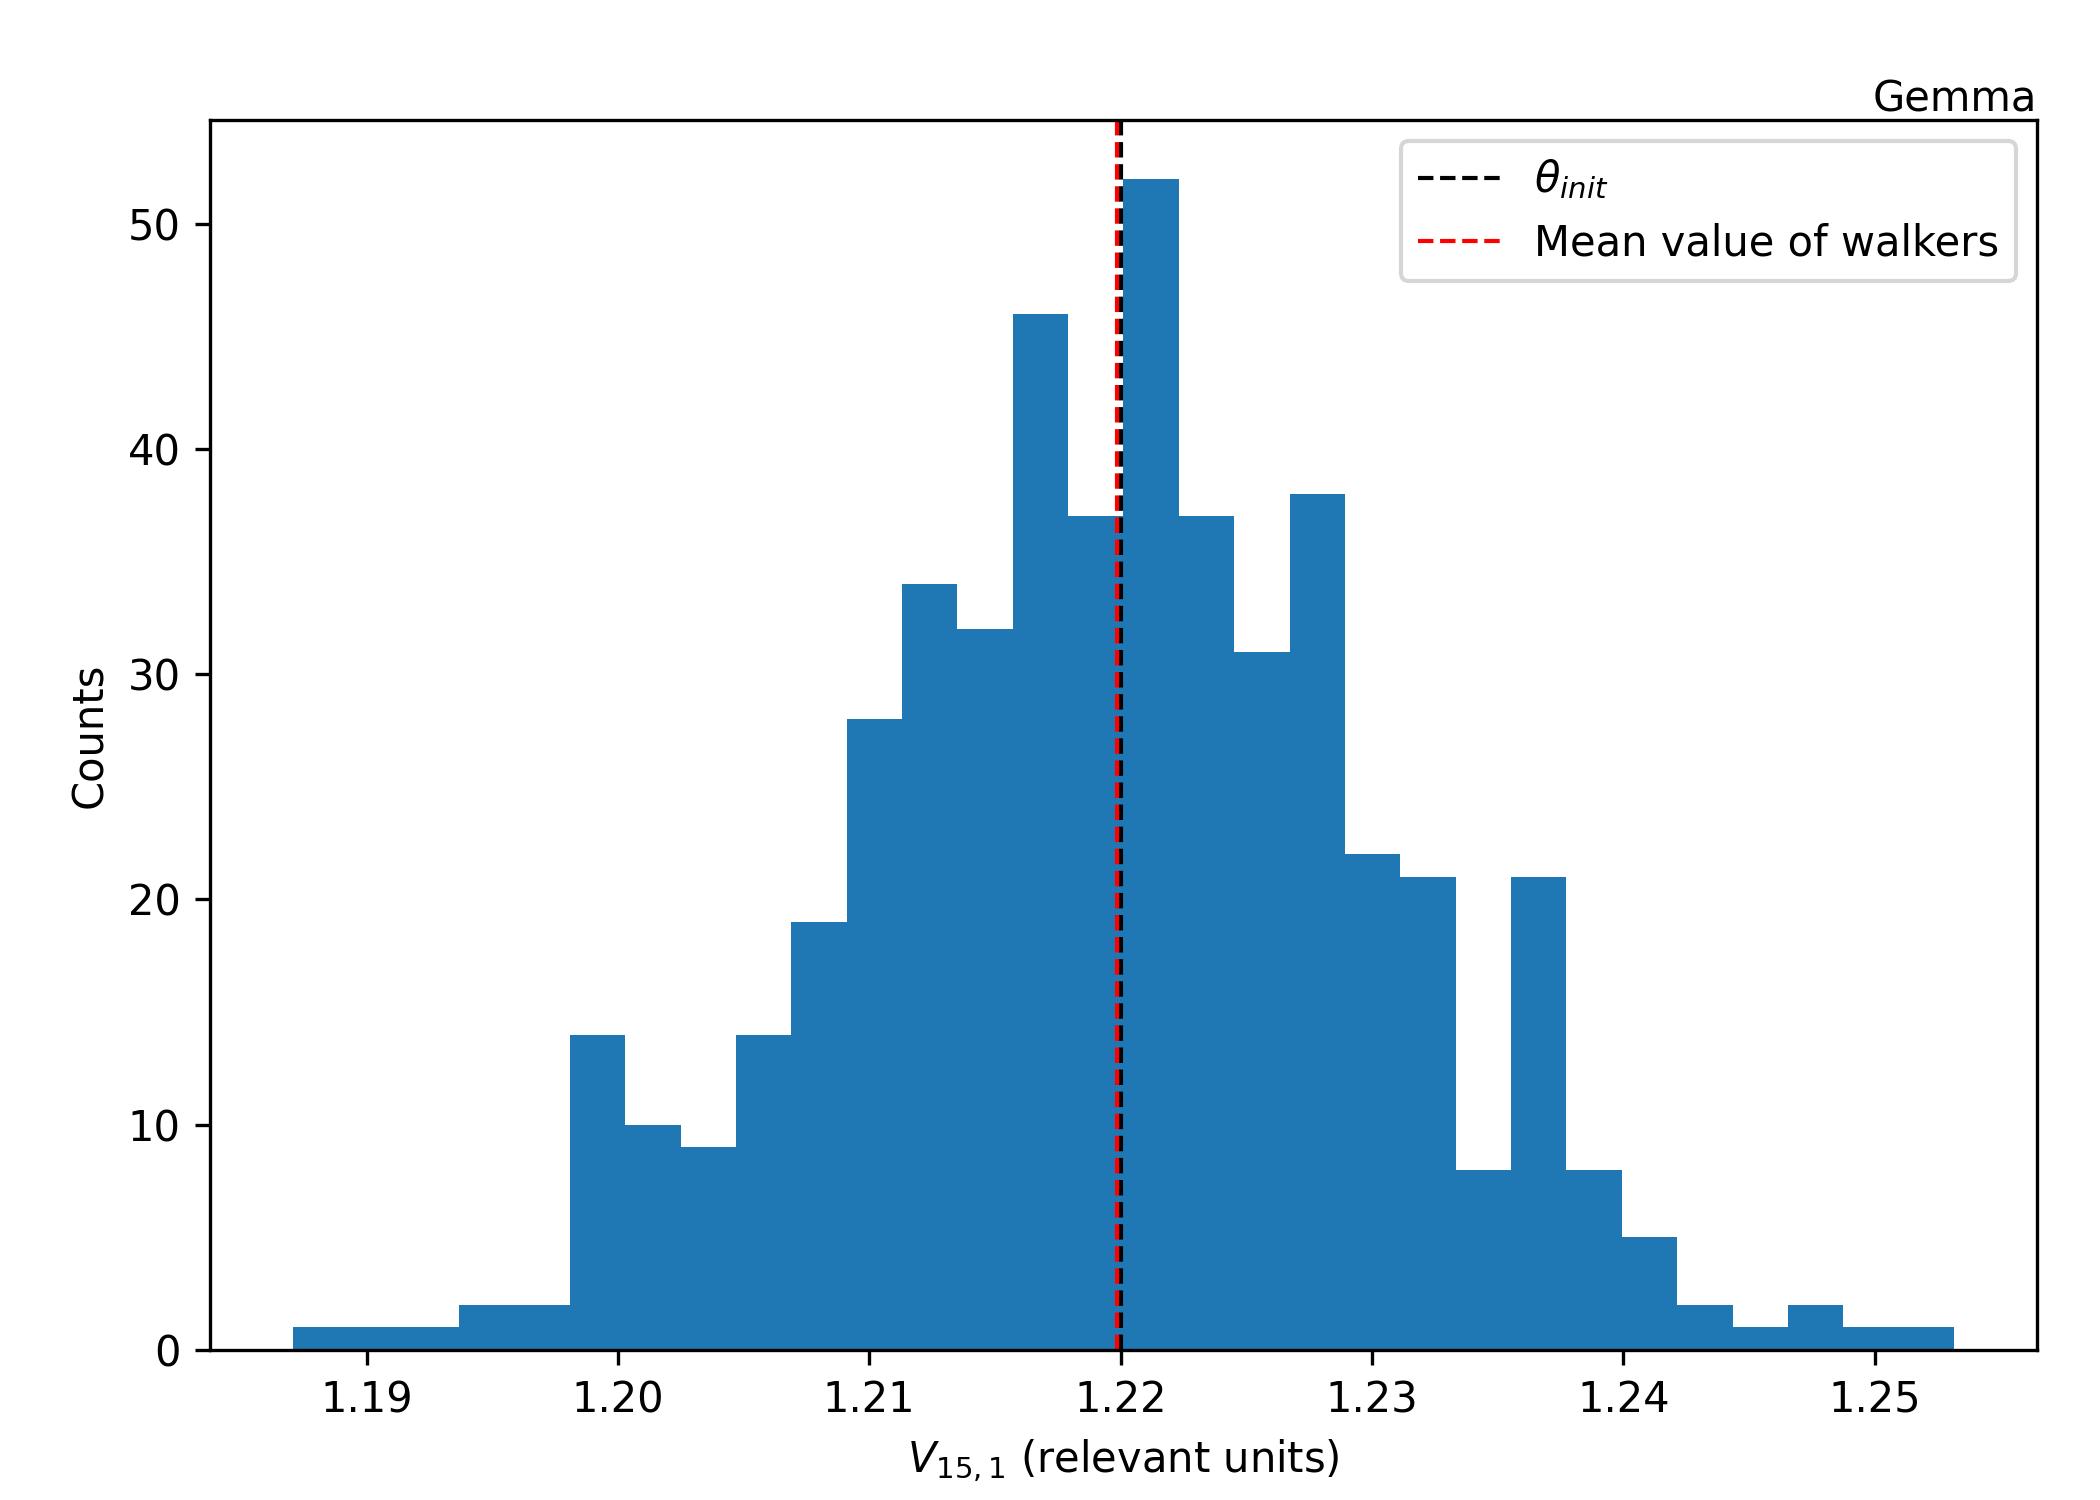 Gemma
θinit
Mean value of walkers
50
40
30
20
10
0
Counts
1.19 1.20 1.21 1.22 1.23 1.24 1.25
V15, 1 (relevant units)